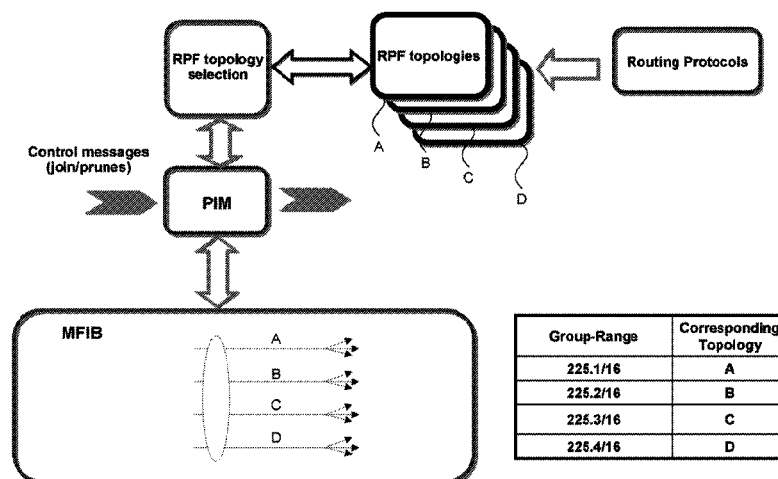 RPF topology
selection
RPF topologies
Routing Protocols
A
B
C
D
Control messages
(join/prunes)
PIM
MFIB
A
B
C
D
Group-Range Corresponding Topology
225.1/16 A
225.2/16 B
225.3/16 C
225.4/16 D